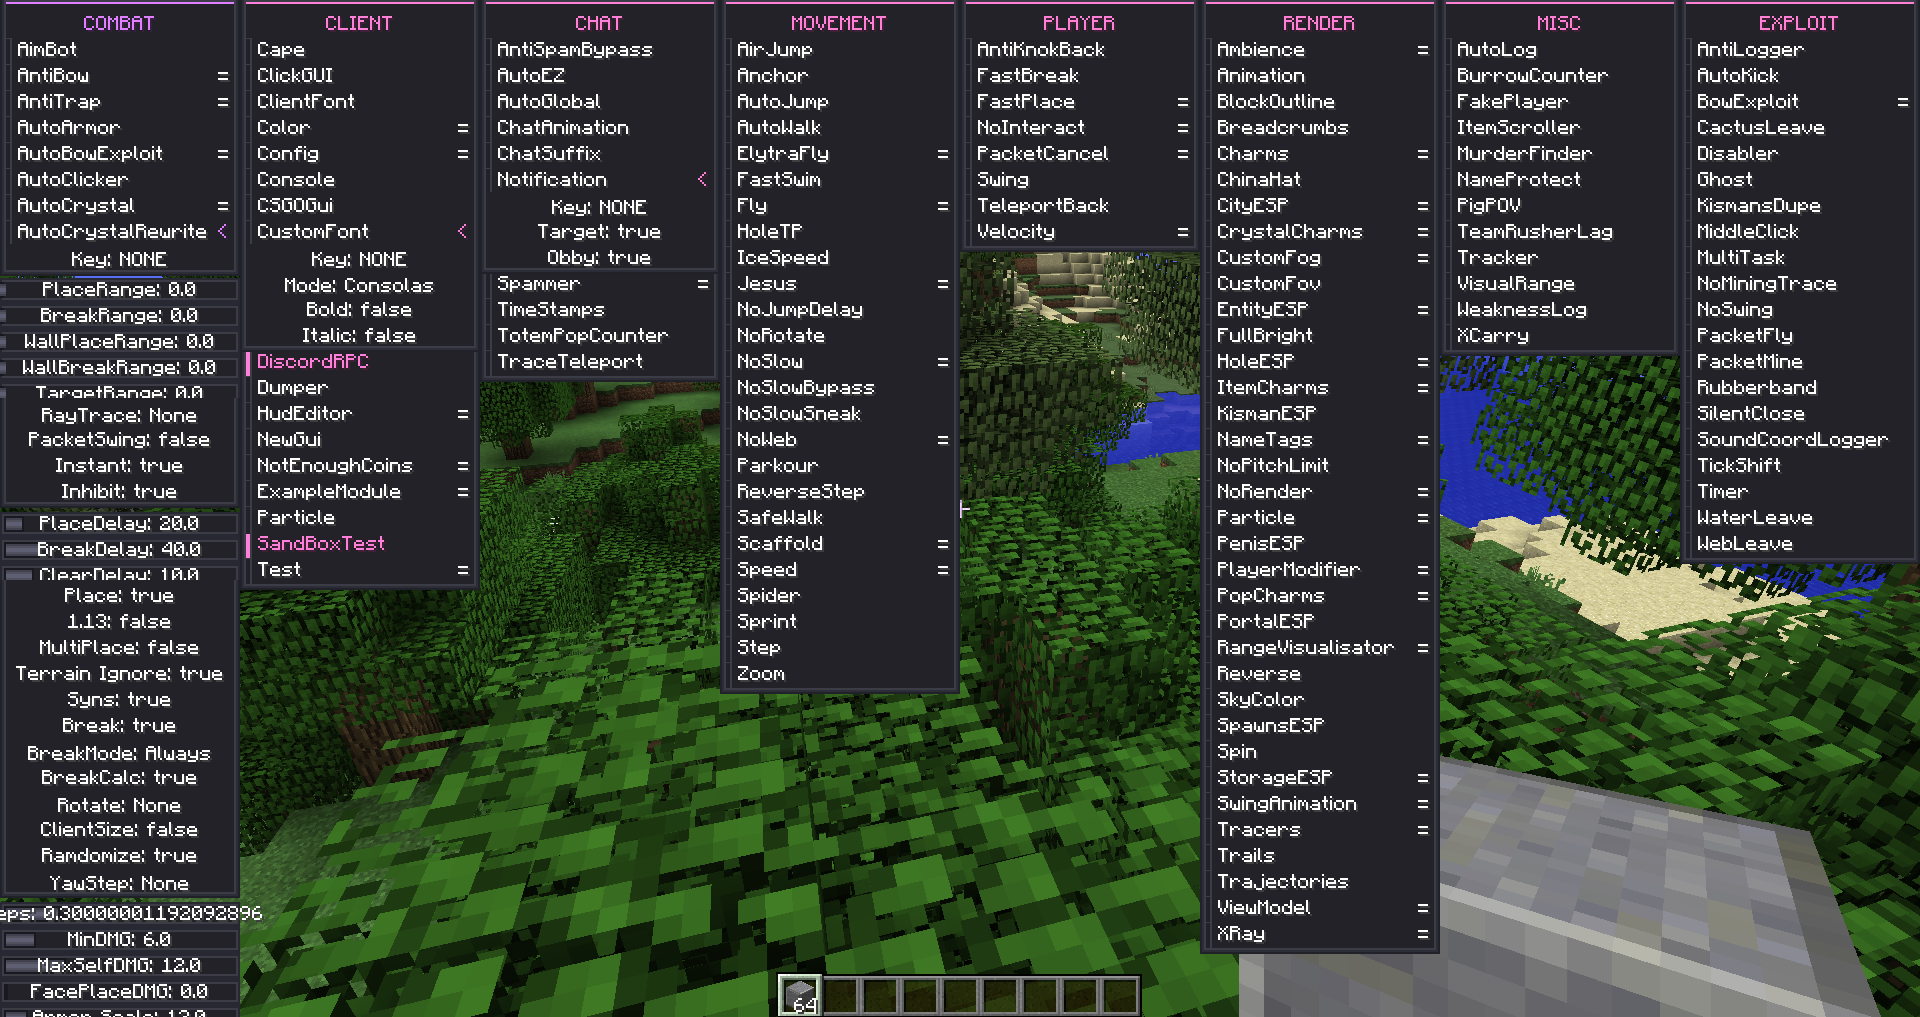 COMBAT
AimBot
AntiBow =
AntiTrap =
AutoArmor
AutoBowExploit =
AutoClicker
AutoCrystal =
AutoCrystalRewrite <
Key: NONE
PlaceRange: 0.0
BreakRange: 0.0
WallPlaceRange: 0.0
WallBreakRange: 0.0
TargetRange: 0.0
RayTrace: None
PacketSwing: false
Instant: true
Inhibit: true
PlaceDelay: 20.0
BreakDelay: 40.0
ClearDelay: 10.0
Place: true
1.13: false
MultiPlace: false
Terrain Ignore: true
Syns: true
Break: true
BreakMode: Always
BreakCalc: true
Rotate: None
ClientSize: false
Ramdomize: true
YawStep: None
eps: 0.30000001192092896
MinDMG: 6.0
MaxSelfDMG: 12.0
FacePlaceDMG: 0.0
Armor Scale: 12.0
CLIENT
Cape
ClickGUI
ClientFont
Color =
Config =
Console
CSGOGui
CustomFont <
Key: NONE
Mode: Consolas
Bold: false
Italic: false
DiscordRPC
Dumper
HudEditor =
NewGui
NotEnoughCoins =
ExampleModule =
Particle
SandBoxTest
Test =
CHAT
AntiSpamBypass
AutoEZ
AutoGlobal
ChatAnimation
ChatSuffix
Notification <
Key: NONE
Target: true
Obby: true
Spammer =
TimeStamps
TotemPopCounter
TraceTeleport
MOVEMENT
AirJump
Anchor
AutoJump
AutoWalk
ElytraFly =
FastSwim
Fly =
HoleTP
IceSpeed
Jesus =
NoJumpDelay
NoRotate
NoSlow =
NoSlowBypass
NoSlowSneak
NoWeb =
Parkour
ReverseStep
SafeWalk
Scaffold =
Speed =
Spider
Sprint
Step
Zoom
PLAYER
AntiKnokBack
FastBreak
FastPlace =
NoInteract =
PacketCancel =
Swing
TeleportBack
Velocity =
RENDER
Ambience =
Animation
BlockOutline
Breadcrumbs
Charms =
ChinaHat
CityESP =
CrystalCharms =
CustomFog =
CustomFov
EntityESP =
FullBright
HoleESP =
ItemCharms =
KismanESP
NameTags =
NoPitchLimit
NoRender =
Particle =
PenisESP
PlayerModifier =
PopCharms =
PortalESP
RangeVisualisator =
Reverse
SkyColor
SpawnsESP
Spin
StorageESP =
SwingAnimation =
Tracers =
Trails
Trajectories
ViewModel =
XRay =
MISC
AutoLog
BurrowCounter
FakePlayer
ItemScroller
MurderFinder
NameProtect
PigPOV
TeamRusherLag
Tracker
VisualRange
WeaknessLog
XCarry
EXPLOIT
AntiLogger
AutoKick
BowExploit =
CactusLeave
Disabler
Ghost
KismansDupe
MiddleClick
MultiTask
NoMiningTrace
NoSwing
PacketFly
PacketMine
Rubberband
SilentClose
SoundCoordLogger
TickShift
Timer
WaterLeave
WebLeave
64